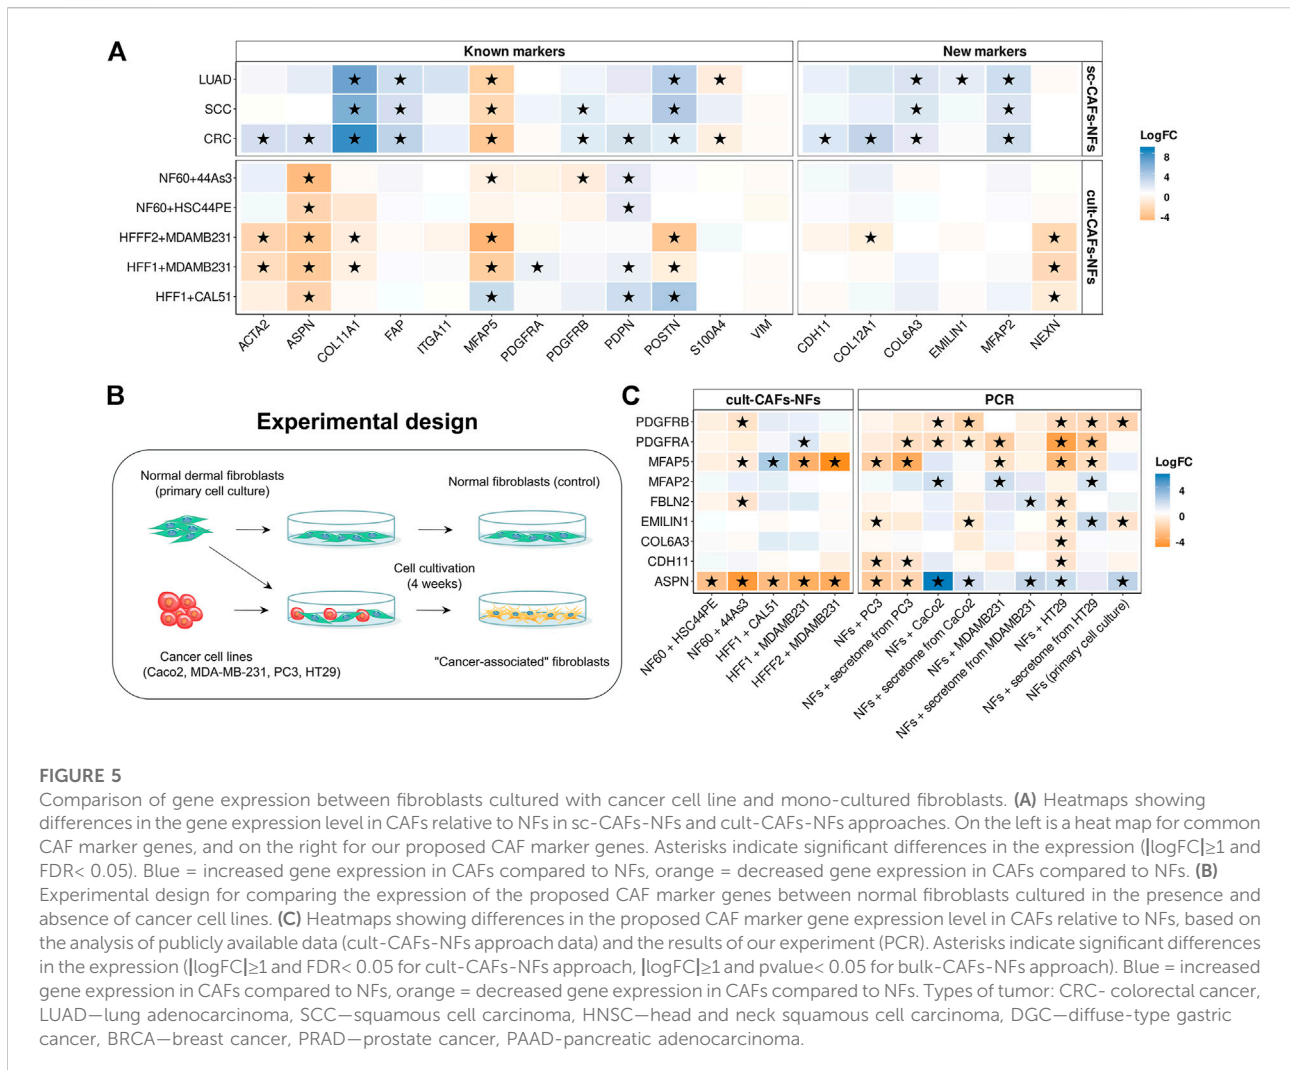 A
Known markers
New markers
LUAD
SCC
CRC
sc-CAFs-NFs
NF60+44As3
NF60+HSC44PE
HFFF2+MDAMB231
HFF1+MDAMB231
HFF1+CAL51
cult-CAFs-NFs
ACTA2
ASPN
COL11A1
FAP
ITGA11
MFAP5
PDGFRA
PDGFRB
PDPN
POSTN
S100A4
VIM
CDH11
COL12A1
COL6A3
EMILIN1
MFAP2
NEXN
LogFC
8
4
0
-4
B
Experimental design
Normal dermal fibroblasts
(primary cell culture)
Normal fibroblasts (control)
Cell cultivation
(4 weeks)
Cancer cell lines
(Caco2, MDA-MB-231, PC3, HT29)
"Cancer-associated" fibroblasts
C
cult-CAFs-NFs
PCR
PDGFRB
PDGFRA
MFAP5
MFAP2
FBLN2
EMILIN1
COL6A3
CDH11
ASPN
NF60 + HSC44PE
NF60 + 44As3
HFF1 + CAL51
HFF1 + MDAMB231
HFFF2 + MDAMB231
NFs + PC3
NFs + secretome from PC3
NFs + CaCo2
NFs + secretome from CaCo2
NFs + MDAMB231
NFs + secretome from MDAMB231
NFs + HT29
NFs + secretome from HT29
NFs (primary cell culture)
LogFC
4
0
-4
FIGURE 5
Comparison of gene expression between fibroblasts cultured with cancer cell line and mono-cultured fibroblasts. (A) Heatmaps showing
differences in the gene expression level in CAFs relative to NFs in sc-CAFs-NFs and cult-CAFs-NFs approaches. On the left is a heat map for common
CAF marker genes, and on the right for our proposed CAF marker genes. Asterisks indicate significant differences in the expression (|logFC|≥1 and
FDR< 0.05). Blue = increased gene expression in CAFs compared to NFs, orange = decreased gene expression in CAFs compared to NFs. (B)
Experimental design for comparing the expression of the proposed CAF marker genes between normal fibroblasts cultured in the presence and
absence of cancer cell lines. (C) Heatmaps showing differences in the proposed CAF marker gene expression level in CAFs relative to NFs, based on
the analysis of publicly available data (cult-CAFs-NFs approach data) and the results of our experiment (PCR). Asterisks indicate significant differences
in the expression (|logFC|≥1 and FDR< 0.05 for cult-CAFs-NFs approach, |logFC|≥1 and pvalue< 0.05 for bulk-CAFs-NFs approach). Blue = increased
gene expression in CAFs compared to NFs, orange = decreased gene expression in CAFs compared to NFs. Types of tumor: CRC- colorectal cancer,
LUAD—lung adenocarcinoma, SCC—squamous cell carcinoma, HNSC—head and neck squamous cell carcinoma, DGC—diffuse-type gastric
cancer, BRCA—breast cancer, PRAD—prostate cancer, PAAD-pancreatic adenocarcinoma.